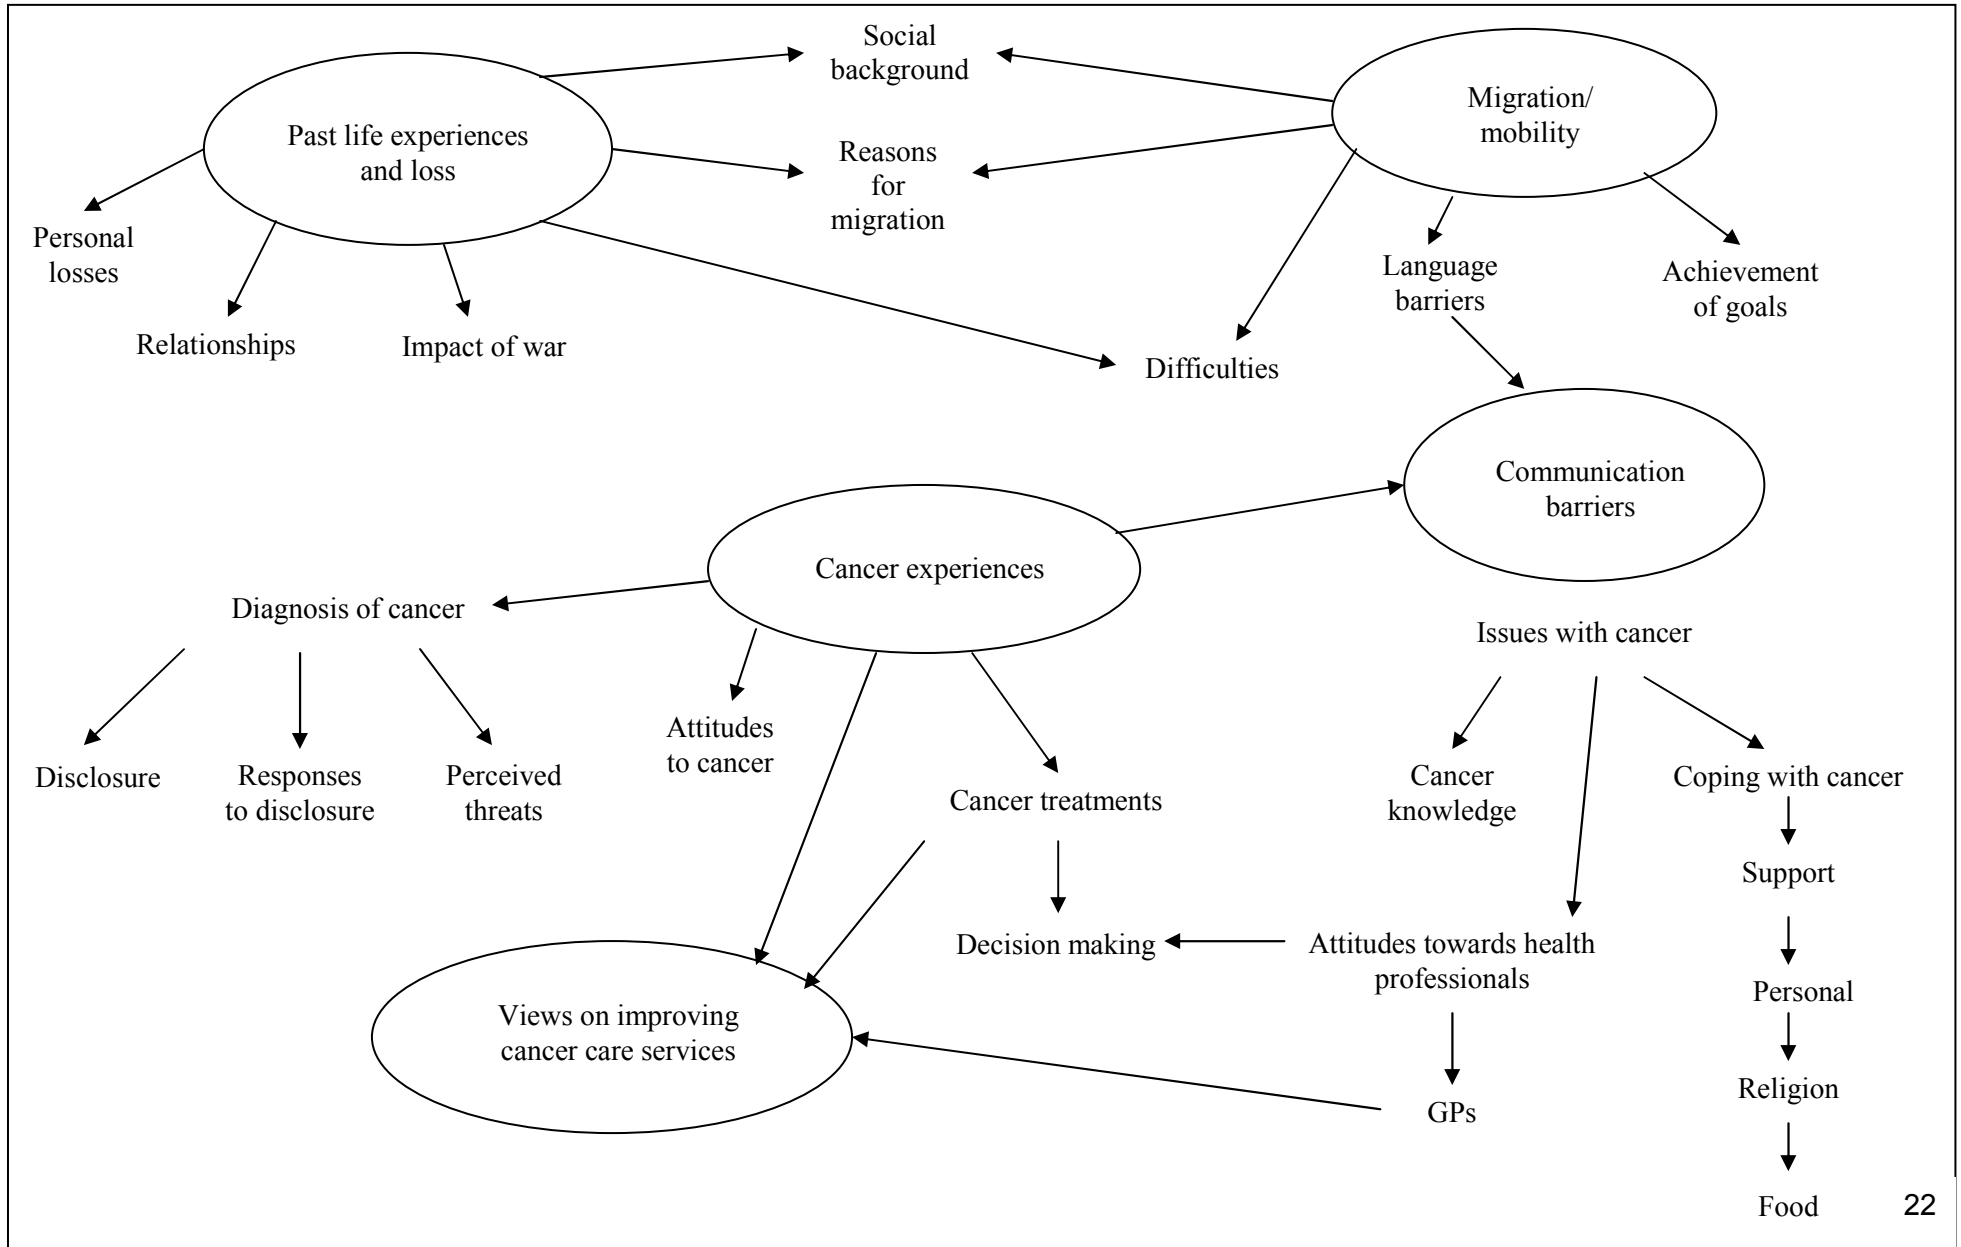 Social
background
Migration/
mobility
Past life experiences
and loss
Reasons
for
migration
Personal
losses
Language
barriers
Achievement
of goals
Relationships
Impact of war
Difficulties
Communication
barriers
Cancer experiences
Diagnosis of cancer
Issues with cancer
Attitudes
to cancer
Disclosure
Responses
to disclosure
Perceived
threats
Cancer treatments
Cancer
knowledge
Coping with cancer
Support
Decision making
Attitudes towards health
professionals
Personal
Views on improving
cancer care services
Religion
GPs
Food
22